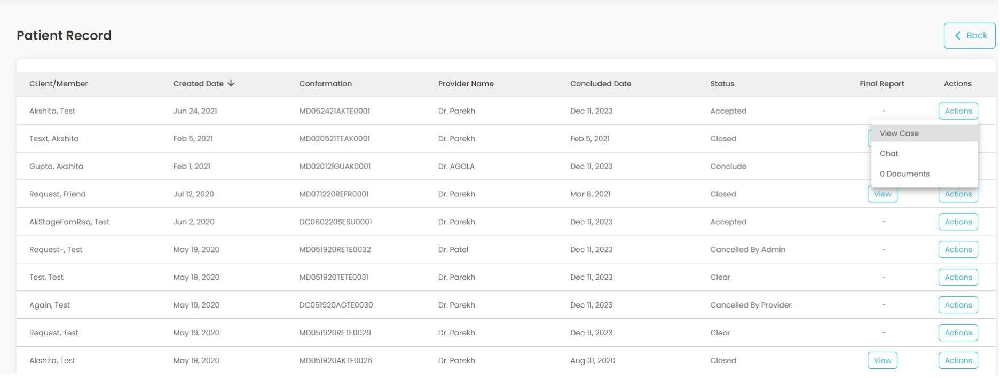 Patient Record
Back
CLient/Member Created Date Conformation Provider Name Concluded Date Status Final Report Actions
Akshita, Test Jun 24, 2021 MD062421AKTE0001 Dr. Parekh Dec 11, 2023 Accepted - Actions
Tesxt, Akshita Feb 5, 2021 MD020521TEAK0001 Dr. Parekh Feb 5, 2021 Closed
Gupta, Akshita Feb 1, 2021 MD020121GUAK0001 Dr. AGOLA Dec 11, 2023 Conclude
View Case
Chat
0 Documents
Request, Friend Jul 12, 2020 MD071220REFR0001 Dr. Parekh Mar 8, 2021 Closed View Actions
AkStageFamReq, Test Jun 2, 2020 DC060220SESU0001 Dr. Parekh Dec 11, 2023 Accepted - Actions
Request-, Test May 19, 2020 MD051920RETE0032 Dr. Patel Dec 11, 2023 Cancelled By Admin - Actions
Test, Test May 19, 2020 MD051920TETE0031 Dr. Parekh Dec 11, 2023 Clear - Actions
Again, Test May 19, 2020 DC051920AGTE0030 Dr. Parekh Dec 11, 2023 Cancelled By Provider - Actions
Request, Test May 19, 2020 MD051920RETE0029 Dr. Parekh Dec 11, 2023 Clear - Actions
Akshita, Test May 19, 2020 MD051920AKTE0026 Dr. Parekh Aug 31, 2020 Closed View Actions